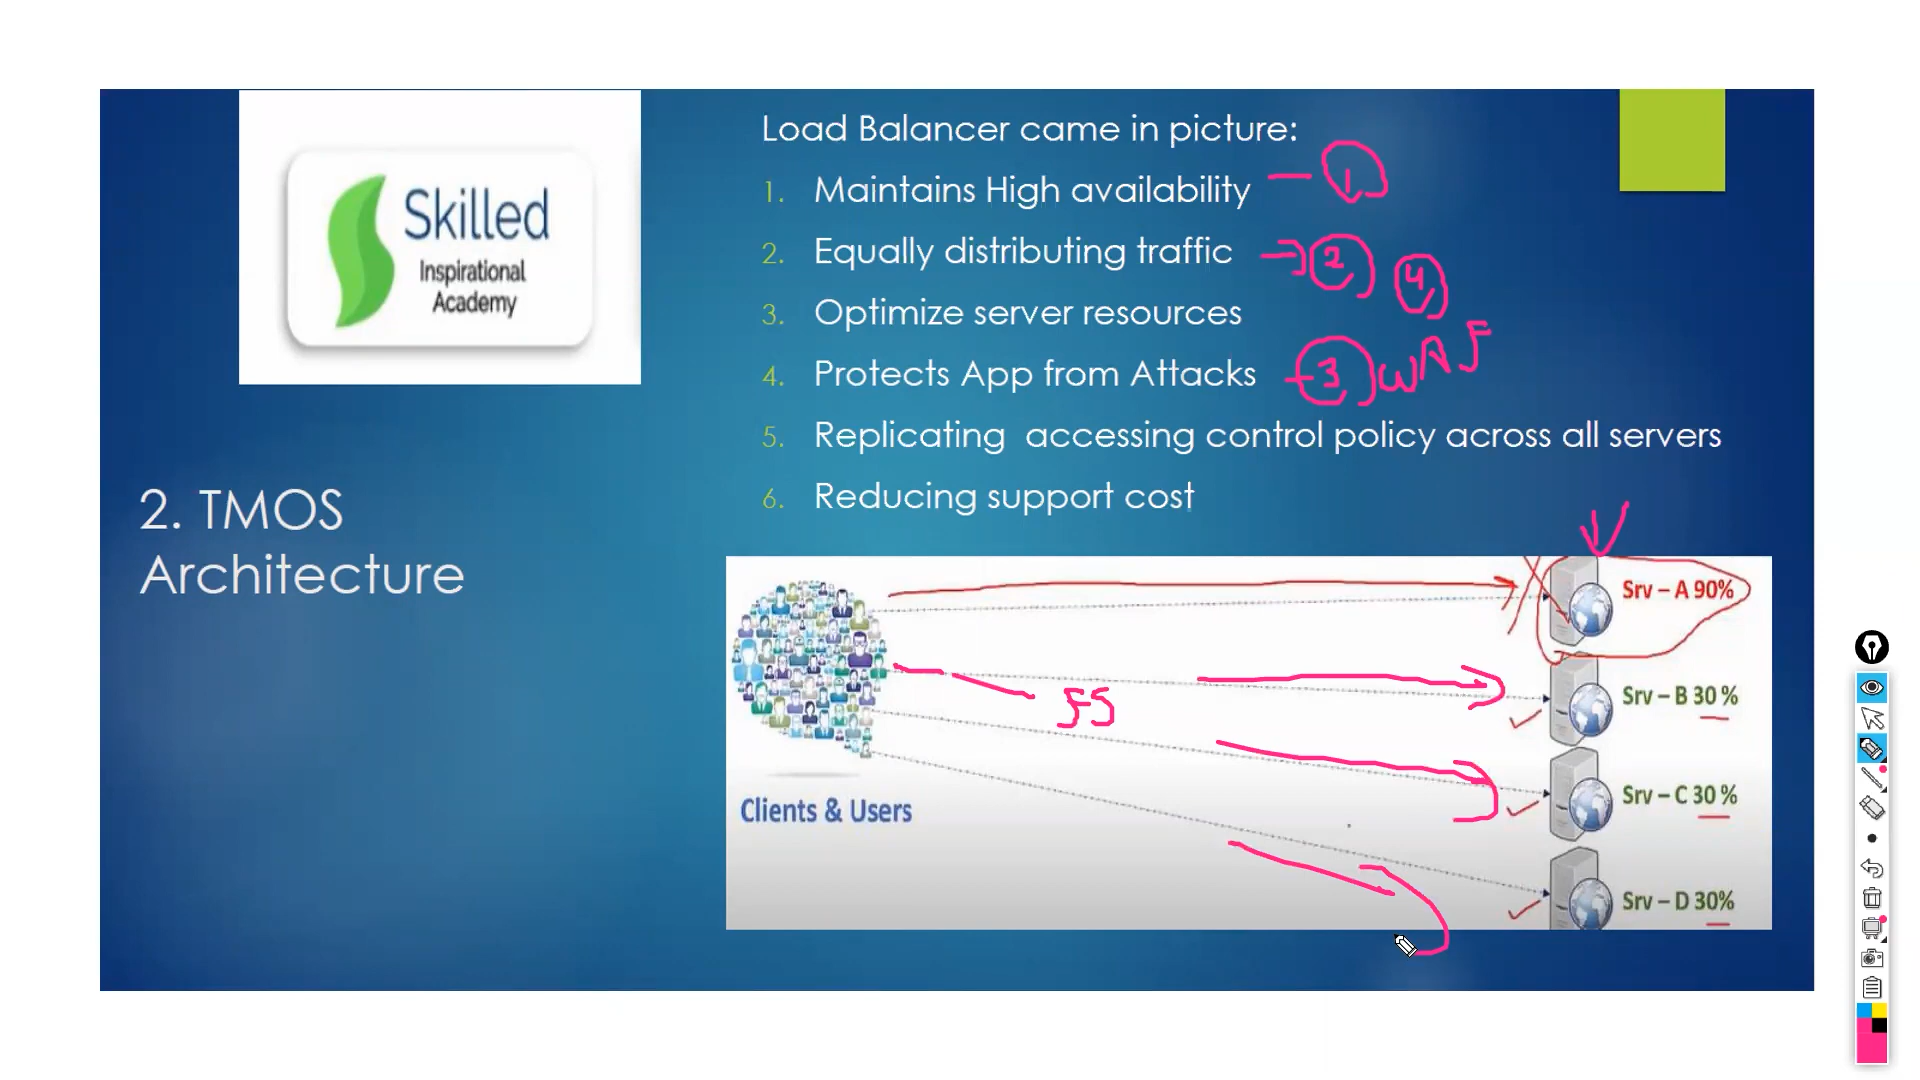 Skilled
Inspirational
Academy
2. TMOS
Architecture
Load Balancer came in picture:
1. Maintains High availability 1
2. Equally distributing traffic 2 4
3. Optimize server resources
4. Protects App from Attacks 3 WAF
5. Replicating accessing control policy across all servers
6. Reducing support cost
Srv – A 90%
F5
Srv – B 30 %
Clients & Users
Srv – C 30 %
Srv – D 30%